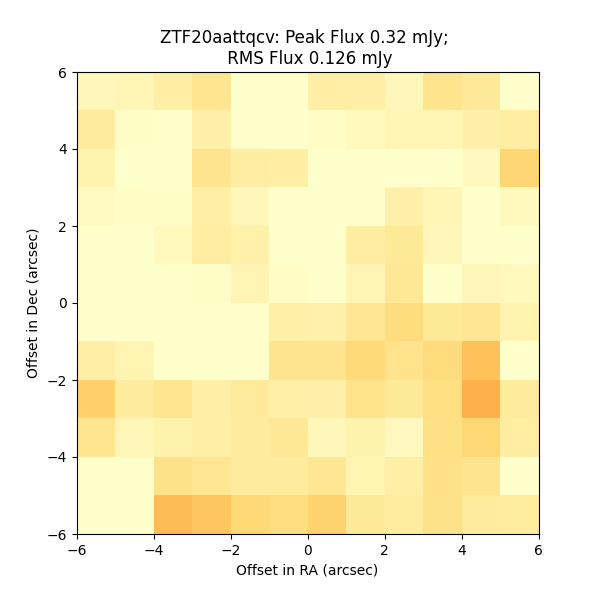 ZTF20aattqcv: Peak Flux 0.32 mJy;
RMS Flux 0.126 mJy
6
4
2
0
−2
−4
−6
Offset in Dec (arcsec)
−6 −4 −2 0 2 4 6
Offset in RA (arcsec)